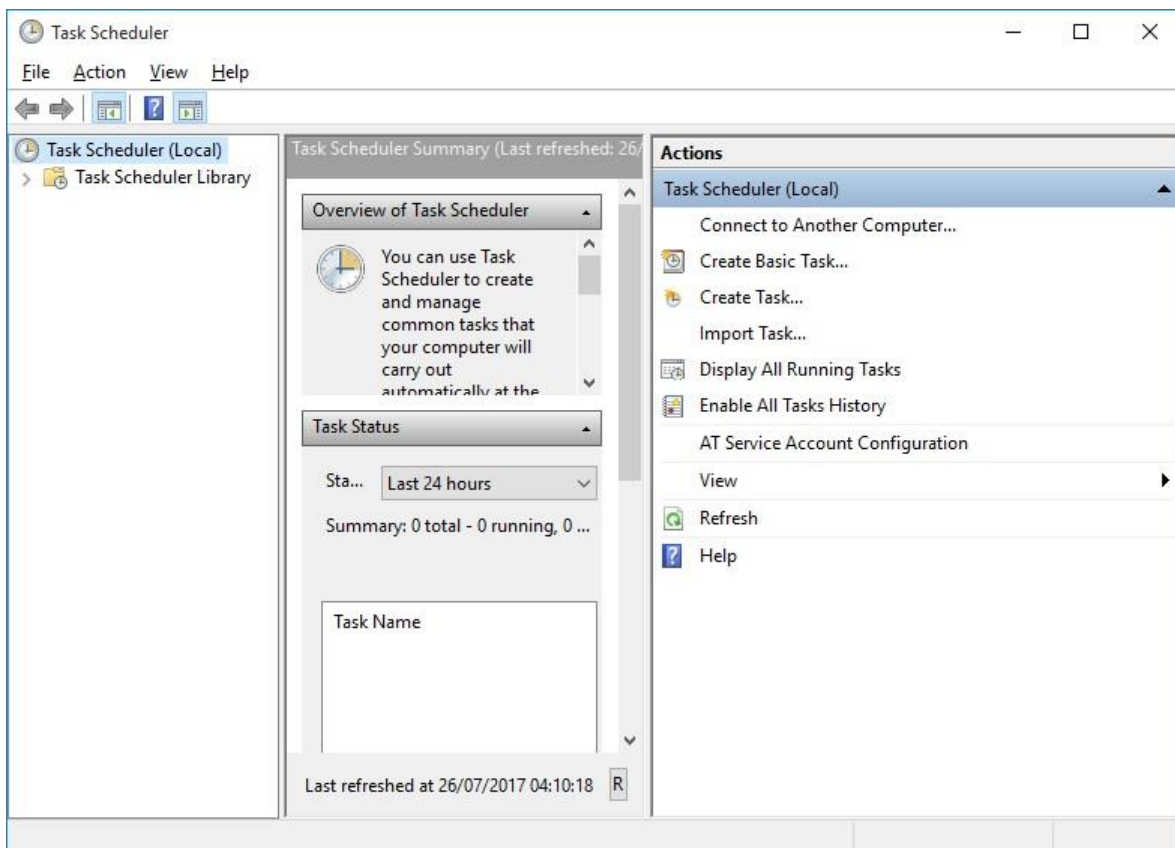 Task Scheduler
File Action View Help
Task Scheduler (Local)
Task Scheduler Library
Task Scheduler Summary (Last refreshed: 26/
Overview of Task Scheduler
You can use Task
Scheduler to create
and manage
common tasks that
your computer will
carry out
automatically at the
Task Status
Sta... Last 24 hours
Summary: 0 total - 0 running, 0 ...
Task Name
Last refreshed at 26/07/2017 04:10:18 R
Actions
Task Scheduler (Local)
Connect to Another Computer...
Create Basic Task...
Create Task...
Import Task...
Display All Running Tasks
Enable All Tasks History
AT Service Account Configuration
View
Refresh
Help